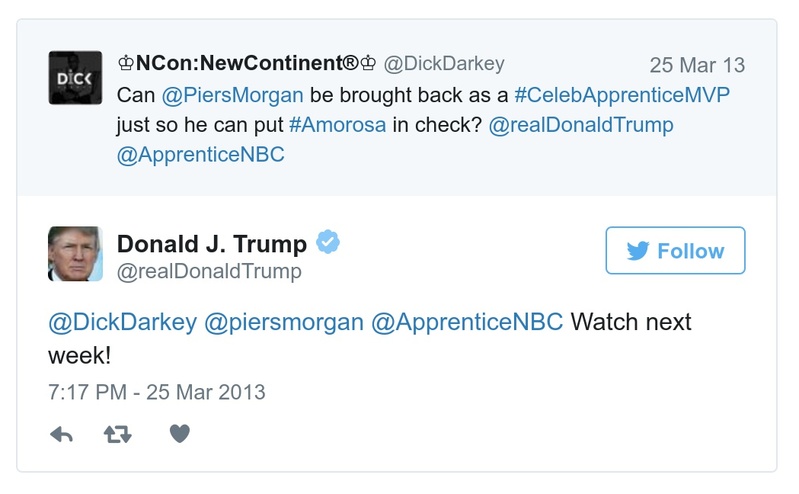 DICK
♔NCon:NewContinent®♔ @DickDarkey 25 Mar 13
Can @PiersMorgan be brought back as a #CelebApprenticeMVP
just so he can put #Amorosa in check? @realDonaldTrump
@ApprenticeNBC
Donald J. Trump
@realDonaldTrump
Follow
@DickDarkey @piersmorgan @ApprenticeNBC Watch next
week!
7:17 PM - 25 Mar 2013